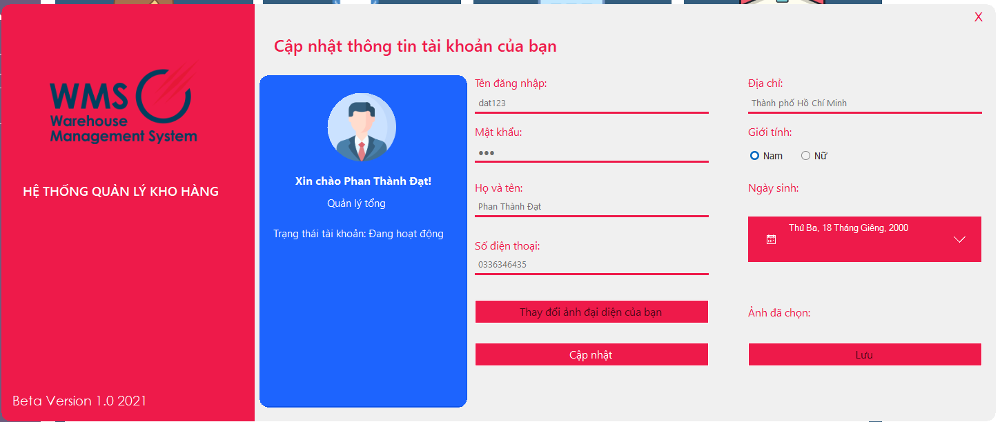 X
WMS
Warehouse
Management System
HỆ THỐNG QUẢN LÝ KHO HÀNG
Beta Version 1.0 2021
Cập nhật thông tin tài khoản của bạn
Xin chào Phan Thành Đạt!
Quản lý tổng
Trạng thái tài khoản: Đang hoạt động
Tên đăng nhập:
dat123
Mật khẩu:
●●●
Họ và tên:
Phan Thành Đạt
Số điện thoại:
0336346435
Thay đổi ảnh đại diện của bạn
Cập nhật
Địa chỉ:
Thành phố Hồ Chí Minh
Giới tính:
Nam Nữ
Ngày sinh:
Thứ Ba, 18 Tháng Giêng, 2000
Ảnh đã chọn:
Lưu